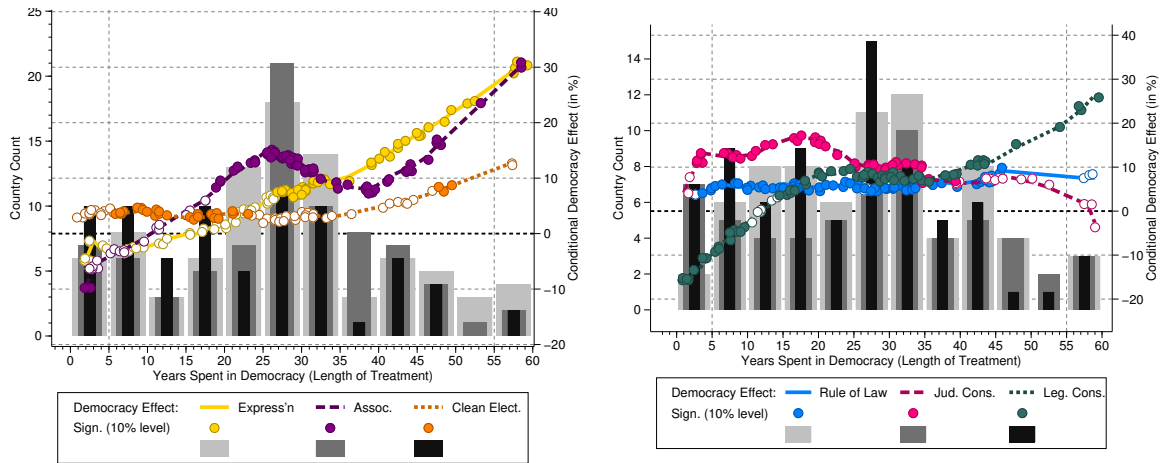 25
20
15
10
5
0
Country Count
40
30
20
10
0
−10
−20
Conditional Democracy Effect (in %)
0 5 10 15 20 25 30 35 40 45 50 55 60
Years Spent in Democracy (Length of Treatment)
Democracy Effect: Express'n Assoc. Clean Elect.
Sign. (10% level)
14
12
10
8
6
4
2
0
Country Count
40
30
20
10
0
−10
−20
Conditional Democracy Effect (in %)
0 5 10 15 20 25 30 35 40 45 50 55 60
Years Spent in Democracy (Length of Treatment)
Democracy Effect: Rule of Law Jud. Cons. Leg. Cons.
Sign. (10% level)